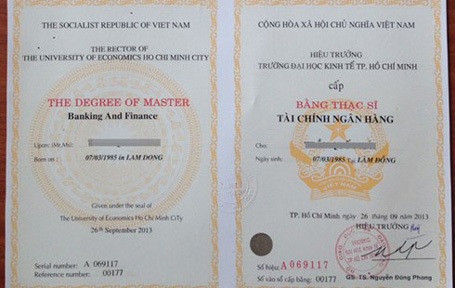 THE SOCIALIST REPUBLIC OF VIET NAM
THE RECTOR OF
THE UNIVERSITY OF ECONOMICS HO CHI MINH CITY
THE DEGREE OF MASTER
Banking And Finance
Upon: (Mr,Ms)
Born on : 07/03/1985 in LAM DONG
Given under the seal of
The University of Economics Ho Chi Minh CiTy
26th September 2013
Serial number: A 069117
Reference number: 00177
CỘNG HÒA XÃ HỘI CHỦ NGHĨA VIỆT NAM
HIỆU TRƯỞNG
TRƯỜNG ĐẠI HỌC KINH TẾ TP. HỒ CHÍ MINH
cấp
BẰNG THẠC SĨ
TÀI CHÍNH NGÂN HÀNG
Cho:
Ngày sinh: 07/03/1985 tại LÂM ĐỒNG
VIỆT NAM
TP. Hồ Chí Minh ngày 26 tháng 09 năm 2013
HIỆU TRƯỞNG
Số hiệu: A 069117
Số vào sổ cấp bằng: 00177
GS. TS. Nguyễn Đông Phong